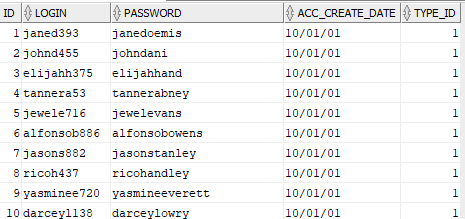 ID LOGIN PASSWORD ACC_CREATE_DATE TYPE_ID
1 janed393 janedoemis 10/01/01 1
2 johnd455 johndani 10/01/01 1
3 elijahh375 elijahhand 10/01/01 1
4 tannera53 tannerabney 10/01/01 1
5 jewele716 jewelevans 10/01/01 1
6 alfonsob886 alfonsobowens 10/01/01 1
7 jasons882 jasonstanley 10/01/01 1
8 ricoh437 ricohandley 10/01/01 1
9 yasminee720 yasmineeverett 10/01/01 1
10 darceyl138 darceylowry 10/01/01 1